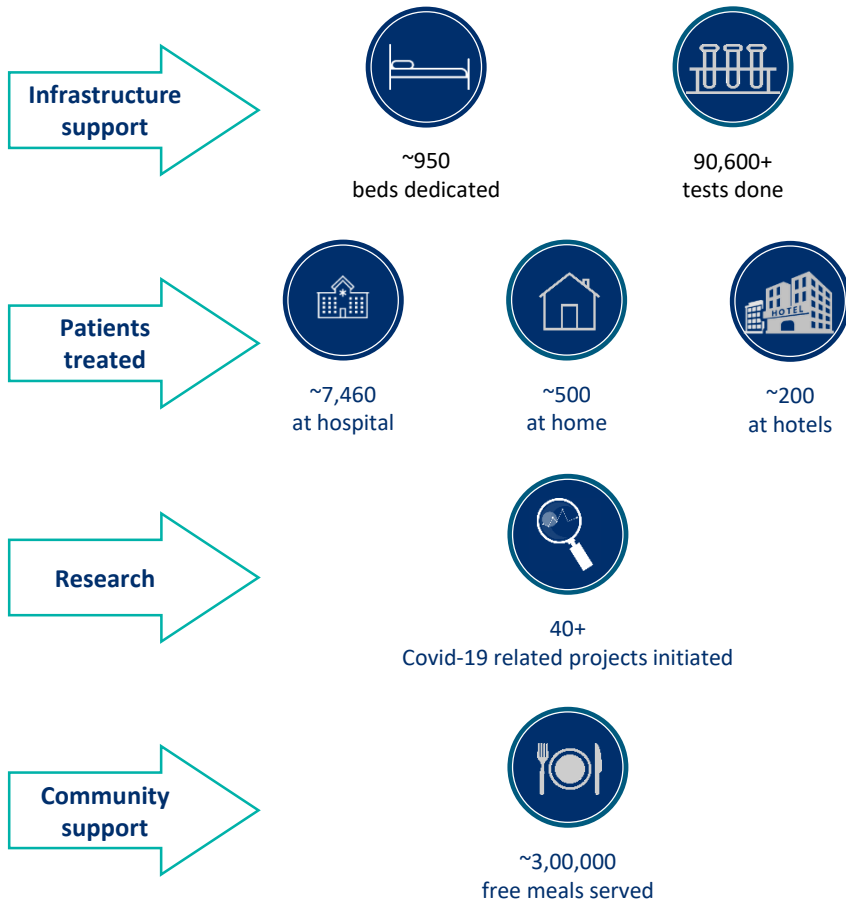 Infrastructure
support
~950
beds dedicated
90,600+
tests done
Patients
treated
~7,460
at hospital
~500
at home
HOTEL
~200
at hotels
Research
40+
Covid-19 related projects initiated
Community
support
~3,00,000
free meals served